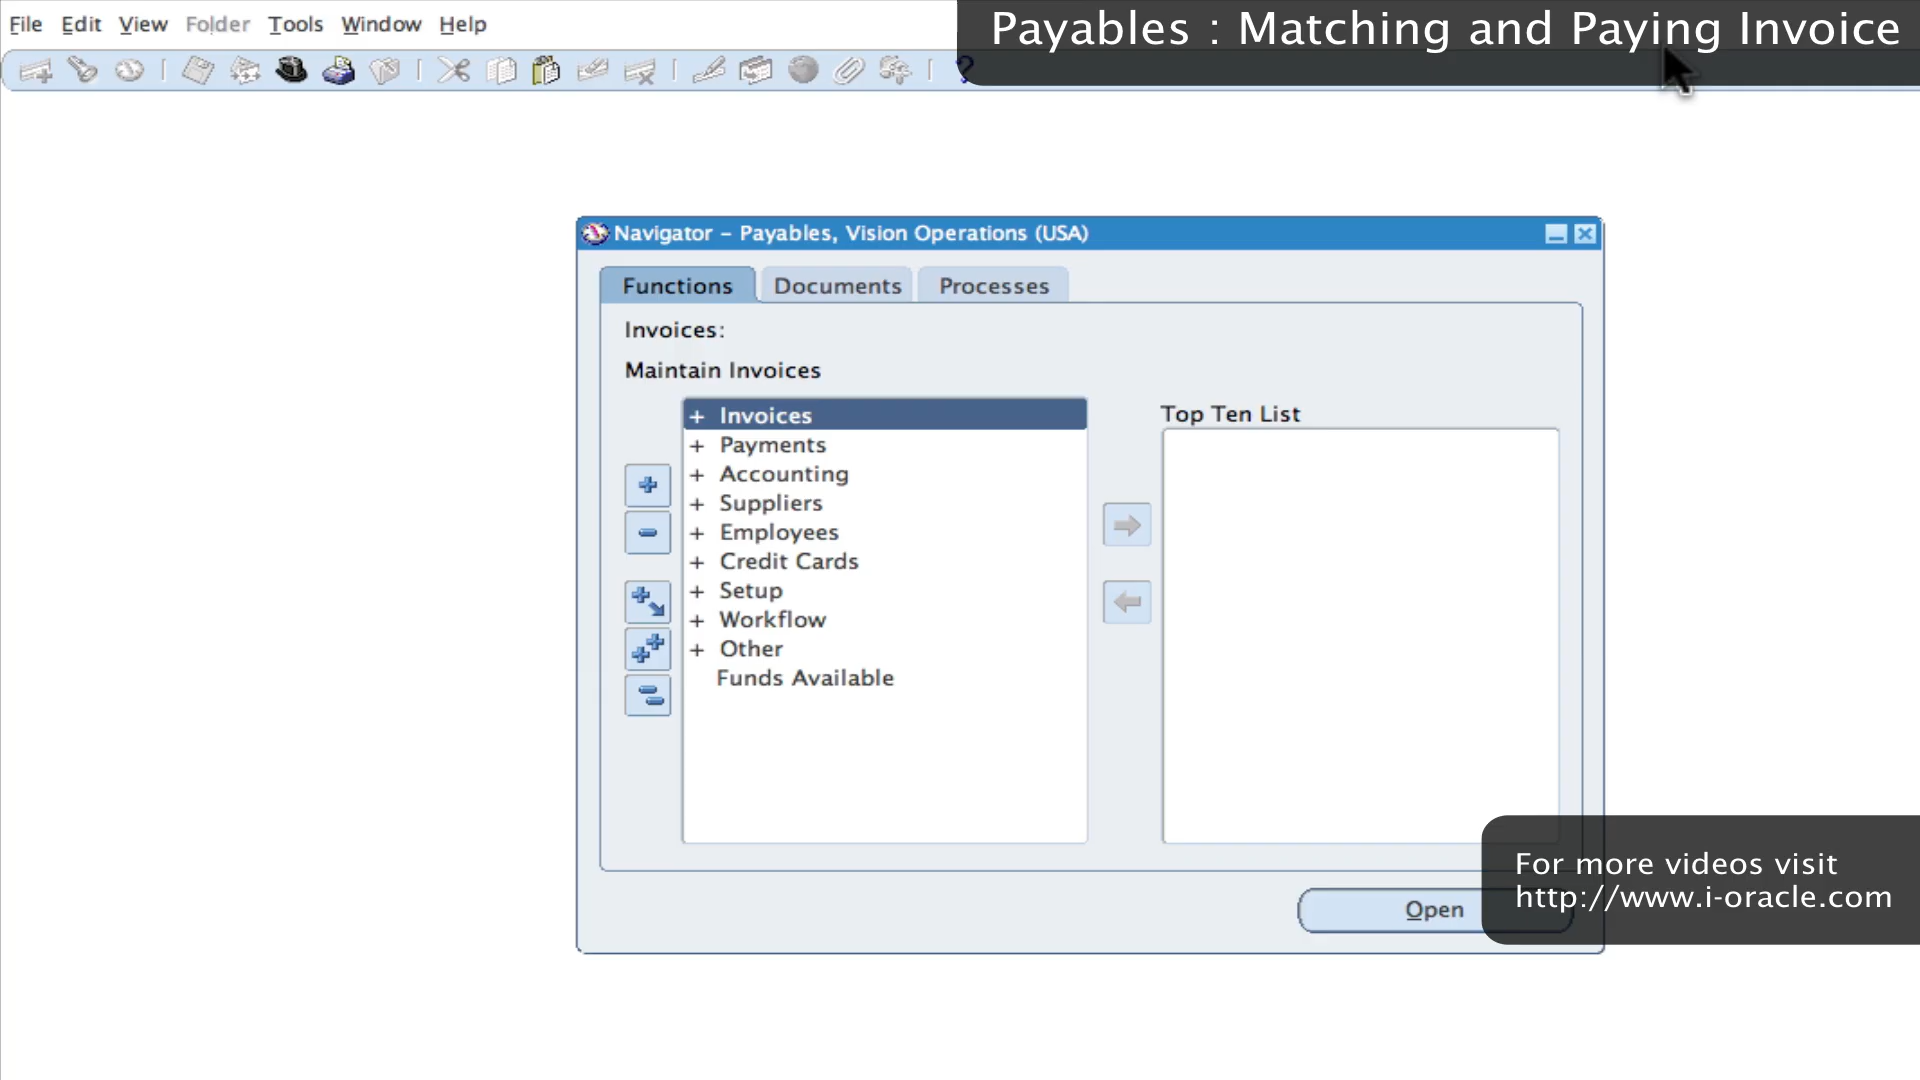 File Edit View Folder Tools Window Help
Payables : Matching and Paying Invoice
?
Navigator – Payables, Vision Operations (USA)
Functions Documents Processes
Invoices:
Maintain Invoices
+ Invoices
+ Payments
+ Accounting
+ Suppliers
+ Employees
+ Credit Cards
+ Setup
+ Workflow
+ Other
Funds Available
Top Ten List
Open
For more videos visit
http://www.i-oracle.com